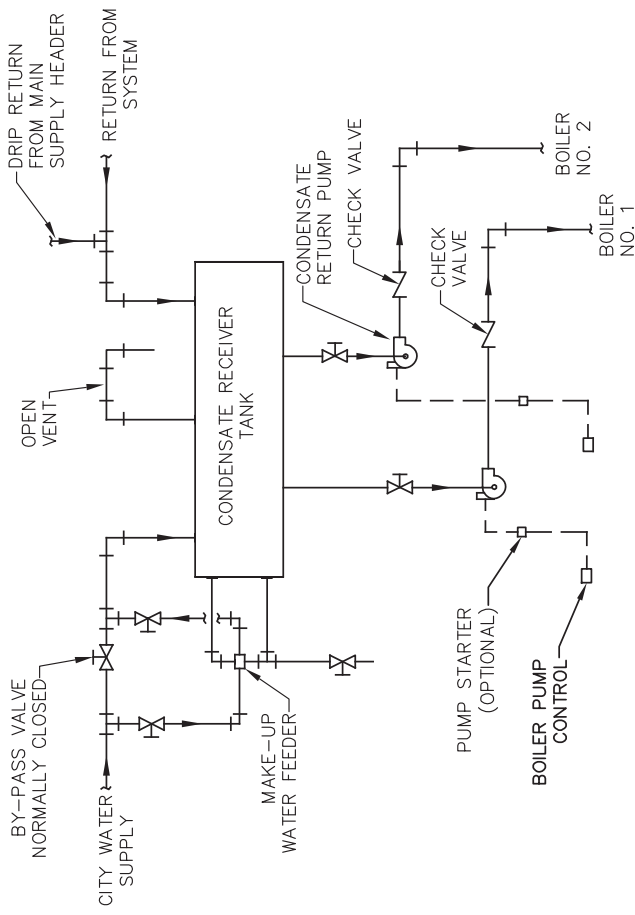 DRIP RETURN
FROM MAIN
SUPPLY HEADER
RETURN FROM
SYSTEM
OPEN
VENT
BY-PASS VALVE
NORMALLY CLOSED
CITY WATER
SUPPLY
CONDENSATE RECEIVER
TANK
MAKE-UP
WATER FEEDER
CONDENSATE
RETURN PUMP
CHECK VALVE
BOILER
NO. 2
CHECK
VALVE
BOILER
NO. 1
PUMP STARTER
(OPTIONAL)
BOILER PUMP
CONTROL